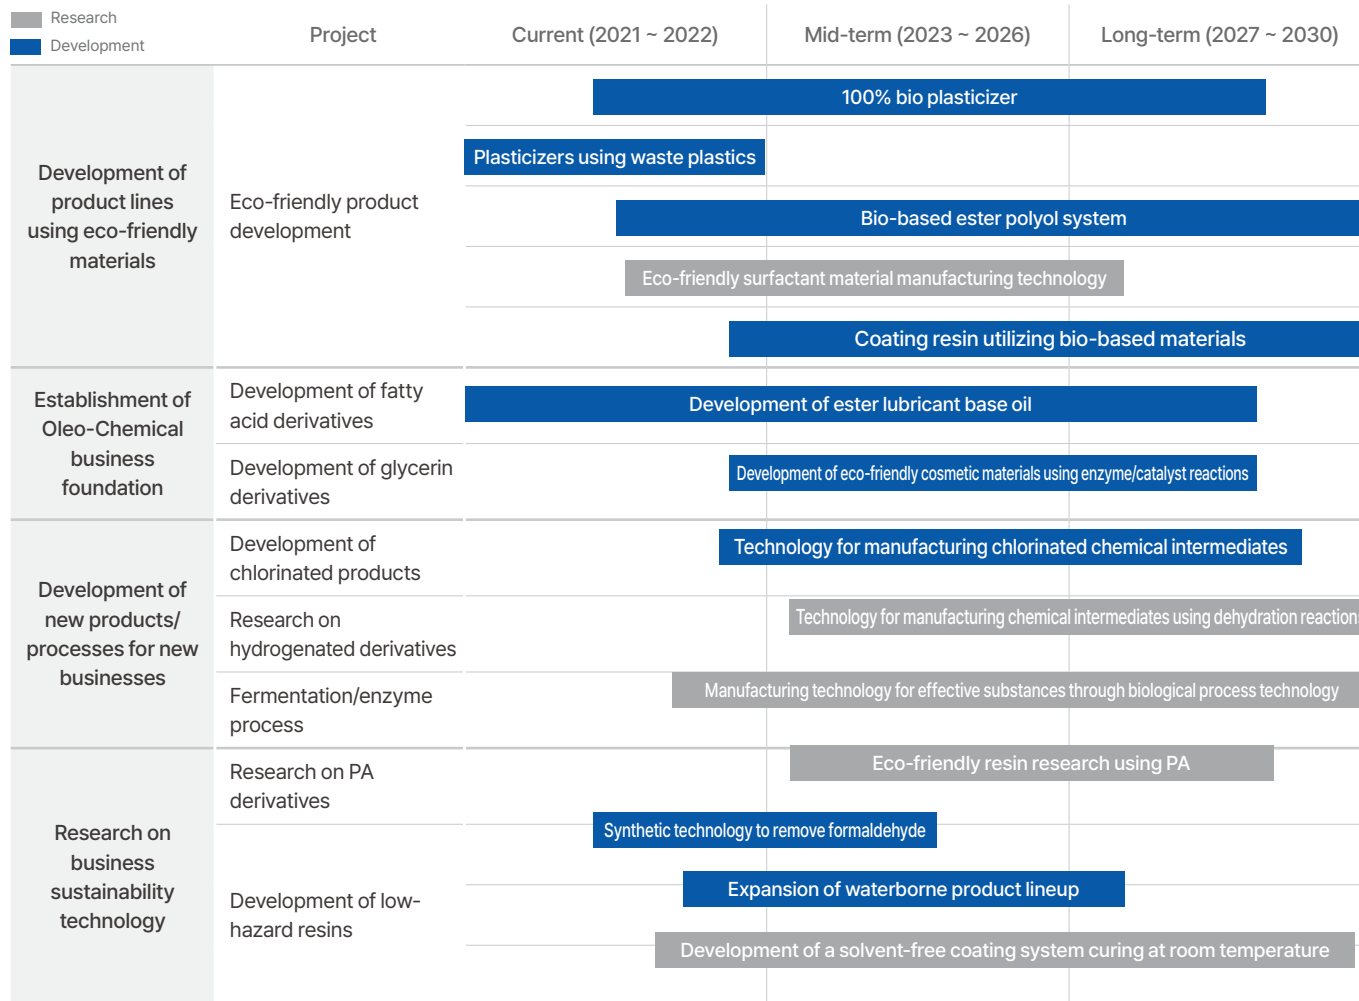 Research
Development
Project
Current (2021 ~ 2022)
Mid-term (2023 ~ 2026)
Long-term (2027 ~ 2030)
Development of
product lines
using eco-friendly
materials
Eco-friendly product
development
100% bio plasticizer
Plasticizers using waste plastics
Bio-based ester polyol system
Eco-friendly surfactant material manufacturing technology
Coating resin utilizing bio-based materials
Establishment of
Oleo-Chemical
business
foundation
Development of fatty
acid derivatives
Development of ester lubricant base oil
Development of glycerin
derivatives
Development of eco-friendly cosmetic materials using enzyme/catalyst reactions
Development of
new products/
processes for new
businesses
Development of
chlorinated products
Technology for manufacturing chlorinated chemical intermediates
Research on
hydrogenated derivatives
Technology for manufacturing chemical intermediates using dehydration reactions
Fermentation/enzyme
process
Manufacturing technology for effective substances through biological process technology
Research on
business
sustainability
technology
Research on PA
derivatives
Eco-friendly resin research using PA
Development of low-
hazard resins
Synthetic technology to remove formaldehyde
Expansion of waterborne product lineup
Development of a solvent-free coating system curing at room temperature